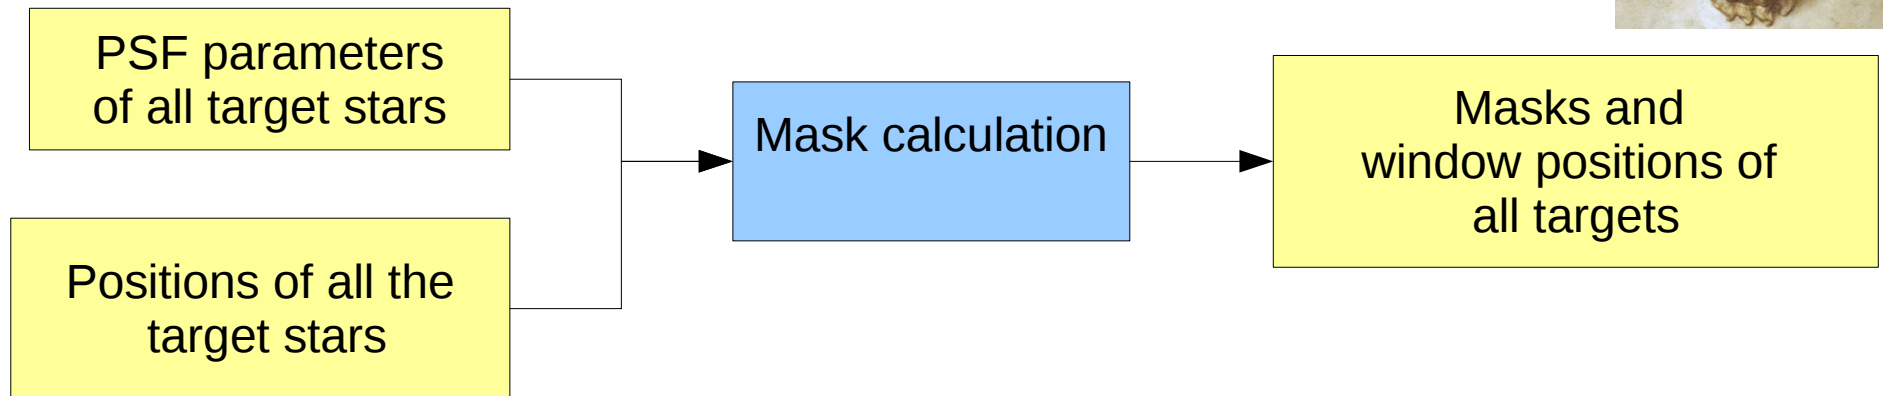 PSF parameters
of all target stars
Positions of all the
target stars
Mask calculation
Masks and
window positions of
all targets